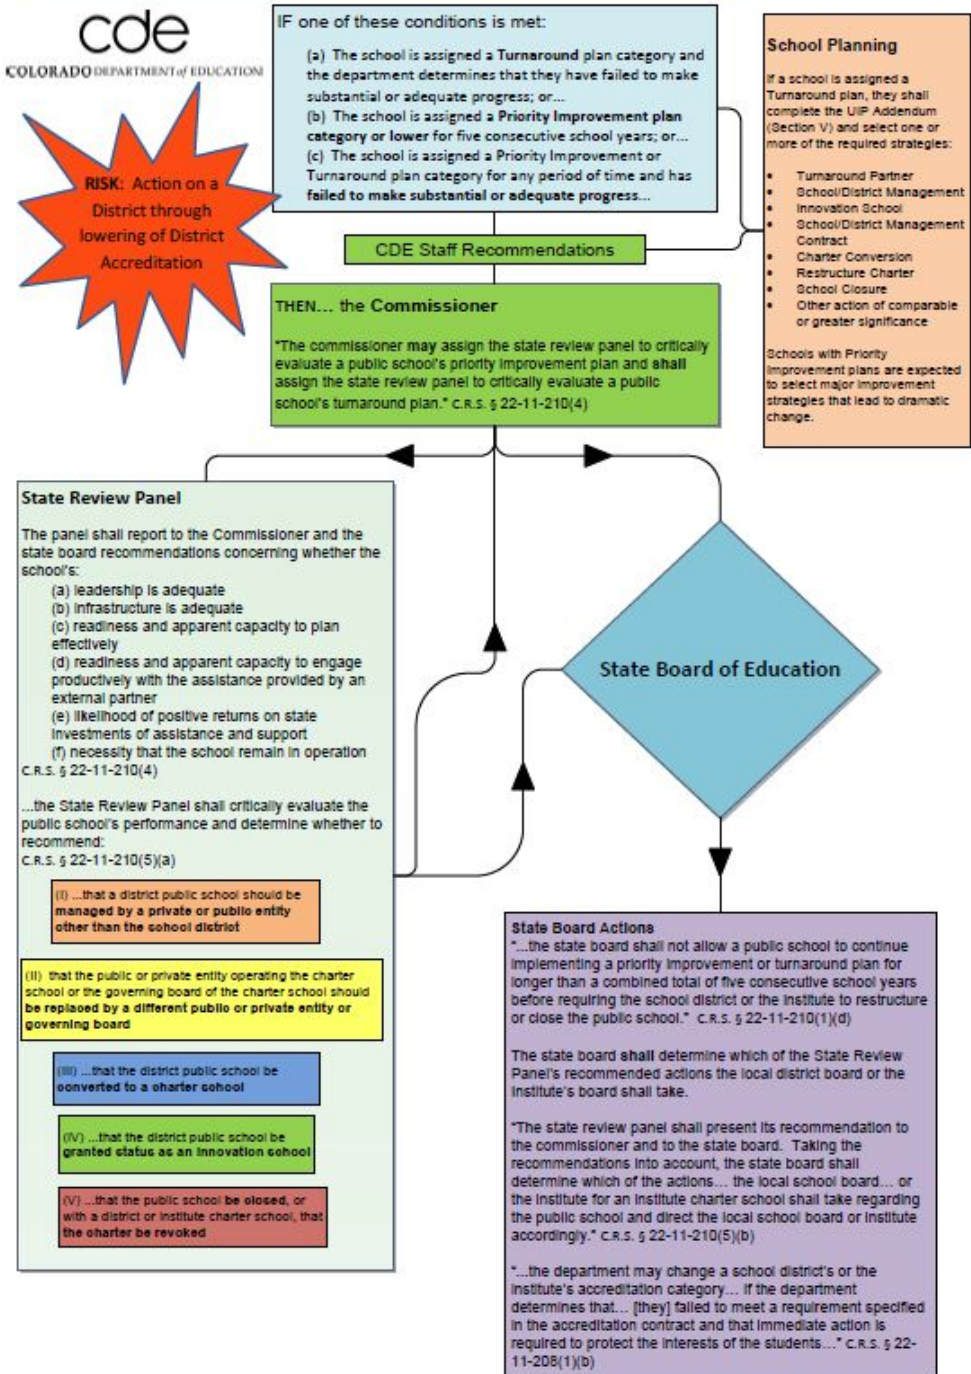 cde
COLORADO DEPARTMENT of EDUCATION
RISK: Action on a
District through
lowering of District
Accreditation
IF one of these conditions is met:
(a) The school is assigned a Turnaround plan category and
the department determines that they have failed to make
substantial or adequate progress; or...
(b) The school is assigned a Priority Improvement plan
category or lower for five consecutive school years; or...
(c) The school is assigned a Priority Improvement or
Turnaround plan category for any period of time and has
failed to make substantial or adequate progress...
CDE Staff Recommendations
THEN... the Commissioner
"The commissioner may assign the state review panel to critically
evaluate a public school's priority improvement plan and shall
assign the state review panel to critically evaluate a public
school's turnaround plan." C.R.S. § 22-11-210(4)
School Planning
If a school is assigned a
Turnaround plan, they shall
complete the UIP Addendum
(Section V) and select one or
more of the required strategies:
• Turnaround Partner
• School/District Management
• Innovation School
• School/District Management
Contract
• Charter Conversion
• Restructure Charter
• School Closure
• Other action of comparable
or greater significance
Schools with Priority
Improvement plans are expected
to select major improvement
strategies that lead to dramatic
change.
State Review Panel
The panel shall report to the Commissioner and the
state board recommendations concerning whether the
school's:
(a) leadership is adequate
(b) infrastructure is adequate
(c) readiness and apparent capacity to plan
effectively
(d) readiness and apparent capacity to engage
productively with the assistance provided by an
external partner
(e) likelihood of positive returns on state
investments of assistance and support
(f) necessity that the school remain in operation
C.R.S. § 22-11-210(4)
...the State Review Panel shall critically evaluate the
public school's performance and determine whether to
recommend:
C.R.S. § 22-11-210(5)(a)
(I) ...that a district public school should be
managed by a private or public entity
other than the school district
(II) that the public or private entity operating the charter
school or the governing board of the charter school should
be replaced by a different public or private entity or
governing board
(III) ...that the district public school be
converted to a charter school
(IV) ...that the district public school be
granted status as an innovation school
(V) ...that the public school be closed, or
with a district or institute charter school, that
the charter be revoked
State Board of Education
State Board Actions
"...the state board shall not allow a public school to continue
implementing a priority improvement or turnaround plan for
longer than a combined total of five consecutive school years
before requiring the school district or the institute to restructure
or close the public school." C.R.S. § 22-11-210(1)(d)
The state board shall determine which of the State Review
Panel's recommended actions the local district board or the
Institute's board shall take.
"The state review panel shall present its recommendation to
the commissioner and to the state board. Taking the
recommendations into account, the state board shall
determine which of the actions... the local school board... or
the institute for an institute charter school shall take regarding
the public school and direct the local school board or institute
accordingly." C.R.S. § 22-11-210(5)(b)
"...the department may change a school district's or the
institute's accreditation category... if the department
determines that... [they] failed to meet a requirement specified
in the accreditation contract and that immediate action is
required to protect the interests of the students..." C.R.S. § 22-
11-208(1)(b)